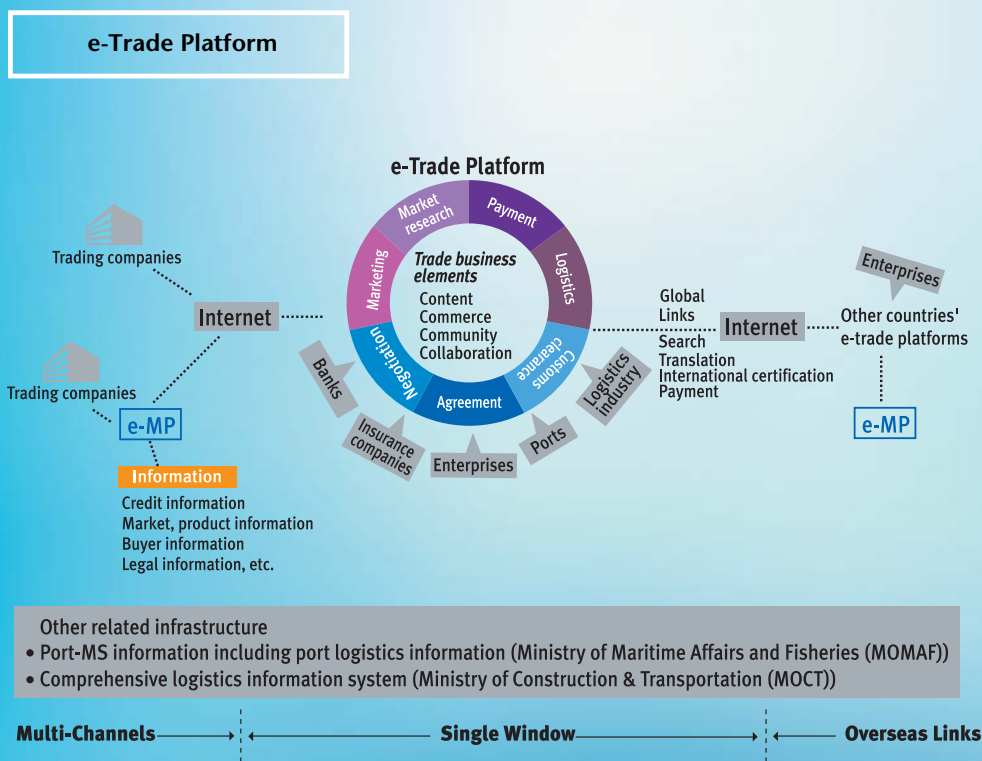 e-Trade Platform
e-Trade Platform
Market
research
Payment
Marketing
Logistics
Negotiation
Customs
clearance
Agreement
Trade business
elements
Content
Commerce
Community
Collaboration
Trading companies
Internet
Trading companies
e-MP
Information
Credit information
Market, product information
Buyer information
Legal information, etc.
Banks
Insurance
companies
Enterprises
Ports
Logistics
industry
Global
Links
Search
Translation
International certification
Payment
Internet
Enterprises
Other countries'
e-trade platforms
e-MP
Other related infrastructure
• Port-MS information including port logistics information (Ministry of Maritime Affairs and Fisheries (MOMAF))
• Comprehensive logistics information system (Ministry of Construction & Transportation (MOCT))
Multi-Channels
Single Window
Overseas Links